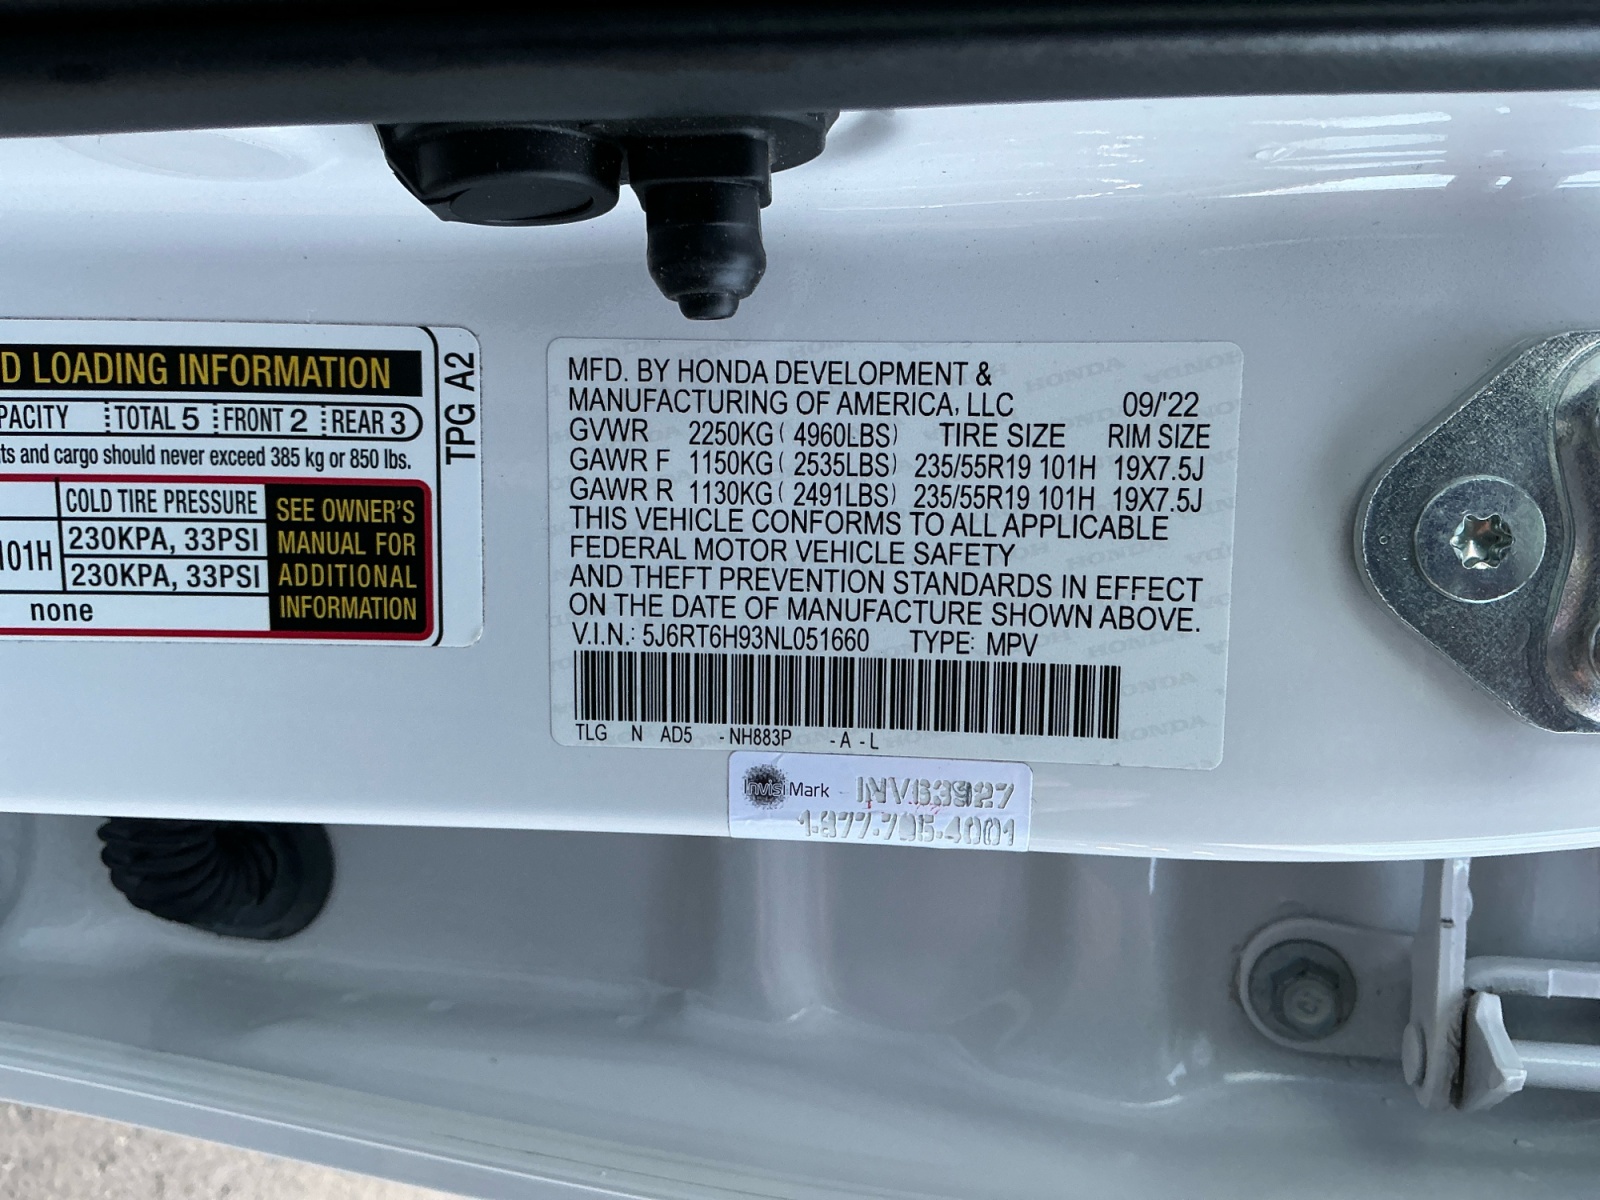 D LOADING INFORMATION
PACITY TOTAL 5 FRONT 2 REAR 3
ts and cargo should never exceed 385 kg or 850 lbs.
COLD TIRE PRESSURE
101H 230KPA, 33PSI
230KPA, 33PSI
none
SEE OWNER'S
MANUAL FOR
ADDITIONAL
INFORMATION
TPG A2
MFD. BY HONDA DEVELOPMENT &
MANUFACTURING OF AMERICA, LLC 09/'22
GVWR 2250KG ( 4960LBS) TIRE SIZE RIM SIZE
GAWR F 1150KG ( 2535LBS) 235/55R19 101H 19X7.5J
GAWR R 1130KG ( 2491LBS) 235/55R19 101H 19X7.5J
THIS VEHICLE CONFORMS TO ALL APPLICABLE
FEDERAL MOTOR VEHICLE SAFETY
AND THEFT PREVENTION STANDARDS IN EFFECT
ON THE DATE OF MANUFACTURE SHOWN ABOVE.
V.I.N.: 5J6RT6H93NL051660 TYPE: MPV
TLG N AD5 -NH883P -A -L
InvisiMark
1.877.795.4001